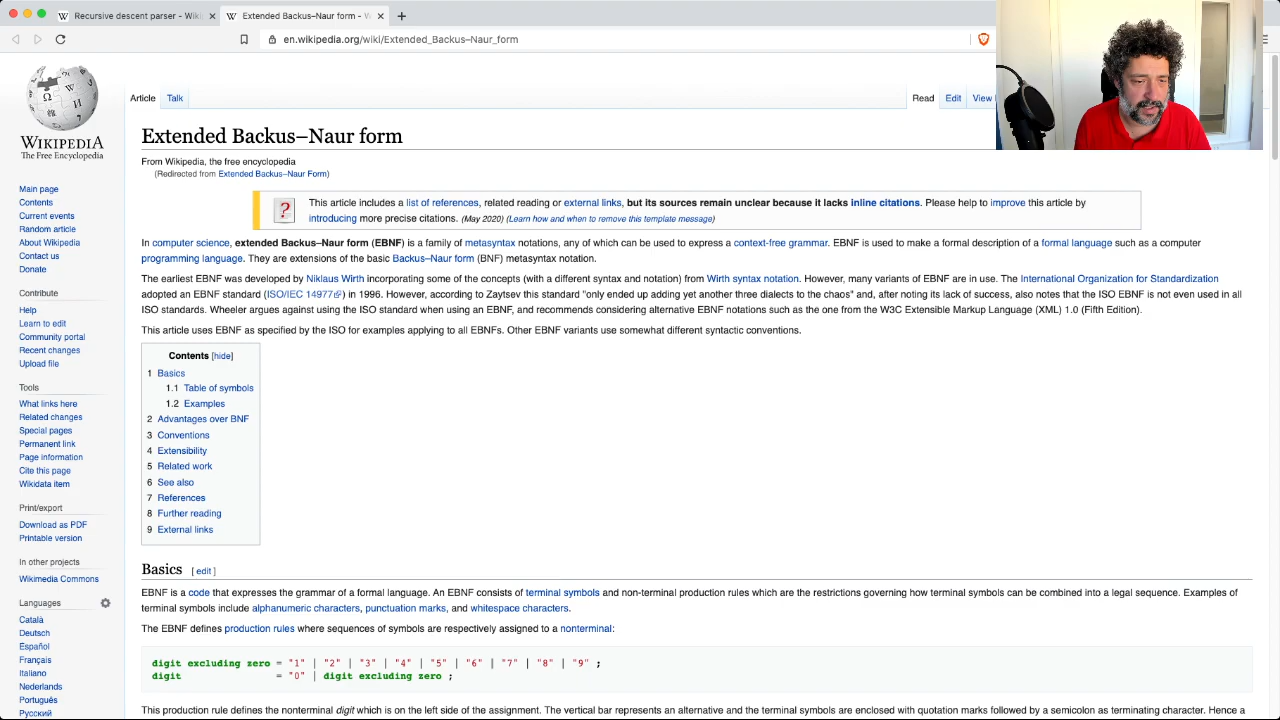 Recursive descent parser - Wiki
Extended Backus–Naur form - W
en.wikipedia.org/wiki/Extended_Backus–Naur_form
WIKIPEDIA
The Free Encyclopedia
Main page
Contents
Current events
Random article
About Wikipedia
Contact us
Donate
Contribute
Help
Learn to edit
Community portal
Recent changes
Upload file
Tools
What links here
Related changes
Special pages
Permanent link
Page information
Cite this page
Wikidata item
Print/export
Download as PDF
Printable version
In other projects
Wikimedia Commons
Languages
Català
Deutsch
Español
Français
Italiano
Nederlands
Português
Русский
Article Talk
Read Edit View
Extended Backus–Naur form
From Wikipedia, the free encyclopedia
(Redirected from Extended Backus–Naur Form)
This article includes a list of references, related reading or external links, but its sources remain unclear because it lacks inline citations. Please help to improve this article by
introducing more precise citations. (May 2020) (Learn how and when to remove this template message)
In computer science, extended Backus–Naur form (EBNF) is a family of metasyntax notations, any of which can be used to express a context-free grammar. EBNF is used to make a formal description of a formal language such as a computer
programming language. They are extensions of the basic Backus–Naur form (BNF) metasyntax notation.
The earliest EBNF was developed by Niklaus Wirth incorporating some of the concepts (with a different syntax and notation) from Wirth syntax notation. However, many variants of EBNF are in use. The International Organization for Standardization
adopted an EBNF standard (ISO/IEC 14977) in 1996. However, according to Zaytsev this standard "only ended up adding yet another three dialects to the chaos" and, after noting its lack of success, also notes that the ISO EBNF is not even used in all
ISO standards. Wheeler argues against using the ISO standard when using an EBNF, and recommends considering alternative EBNF notations such as the one from the W3C Extensible Markup Language (XML) 1.0 (Fifth Edition).
This article uses EBNF as specified by the ISO for examples applying to all EBNFs. Other EBNF variants use somewhat different syntactic conventions.
Contents [hide]
1 Basics
1.1 Table of symbols
1.2 Examples
2 Advantages over BNF
3 Conventions
4 Extensibility
5 Related work
6 See also
7 References
8 Further reading
9 External links
Basics [ edit ]
EBNF is a code that expresses the grammar of a formal language. An EBNF consists of terminal symbols and non-terminal production rules which are the restrictions governing how terminal symbols can be combined into a legal sequence. Examples of
terminal symbols include alphanumeric characters, punctuation marks, and whitespace characters.
The EBNF defines production rules where sequences of symbols are respectively assigned to a nonterminal:
digit excluding zero = "1" | "2" | "3" | "4" | "5" | "6" | "7" | "8" | "9" ;
digit = "0" | digit excluding zero ;
This production rule defines the nonterminal digit which is on the left side of the assignment. The vertical bar represents an alternative and the terminal symbols are enclosed with quotation marks followed by a semicolon as terminating character. Hence a